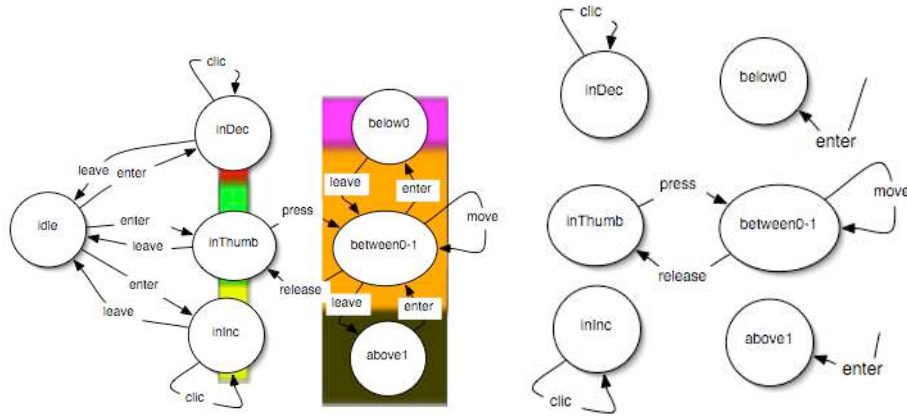 clic
inDec
leave
enter
idle
enter
leave
inThumb
enter
leave
inInc
clic
below0
leave
enter
press
move
between0-1
release
leave
enter
above1
clic
inDec
below0
enter
press
move
inThumb
between0-1
release
inInc
above1
enter
clic